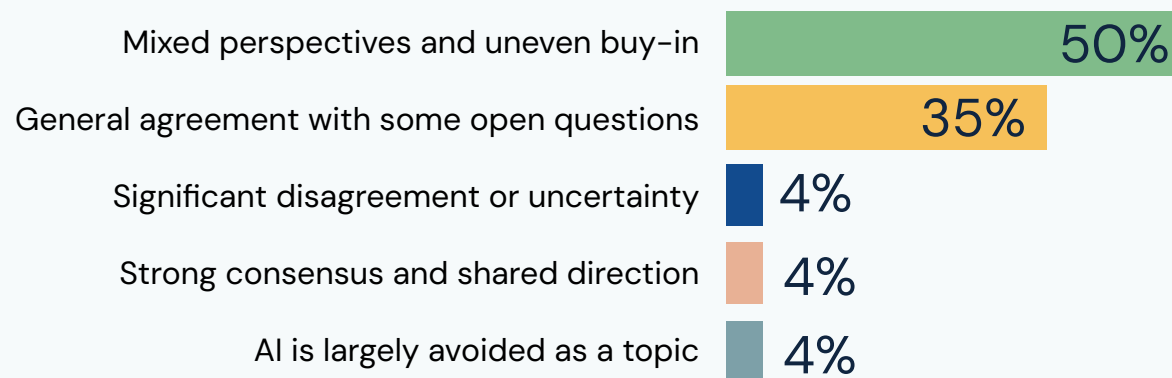 Mixed perspectives and uneven buy-in 50%
General agreement with some open questions 35%
Significant disagreement or uncertainty 4%
Strong consensus and shared direction 4%
AI is largely avoided as a topic 4%